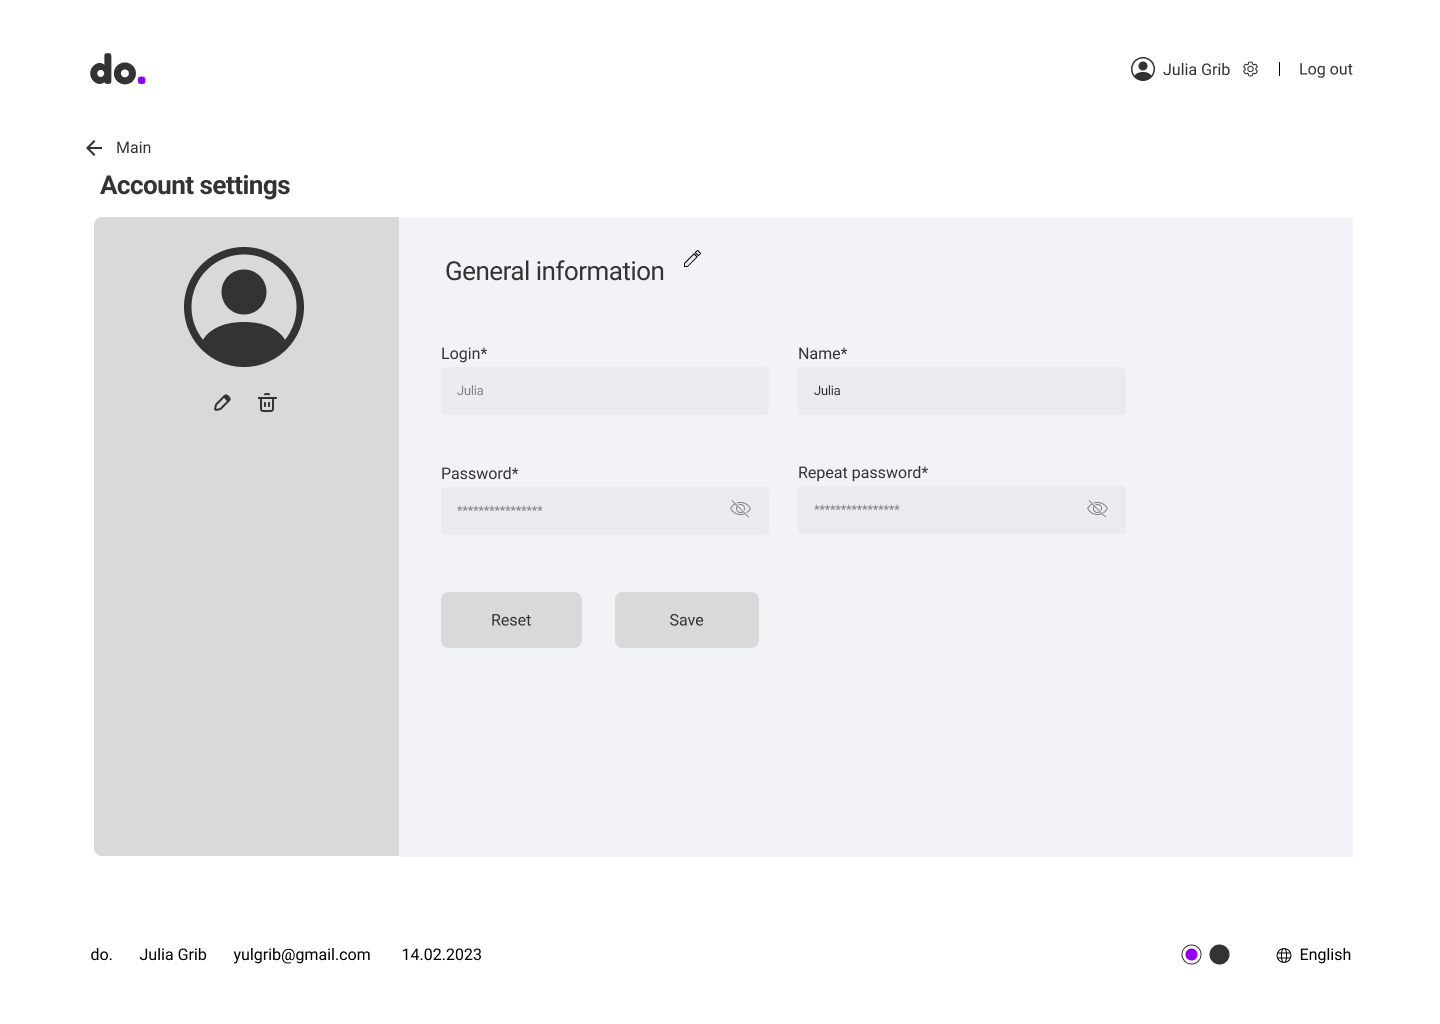 do.
Julia Grib
Log out
Main
Account settings
General information
Login*
Name*
Julia
Julia
Password*
Repeat password*
****************
****************
Reset
Save
do.
Julia Grib
yulgrib@gmail.com
14.02.2023
English